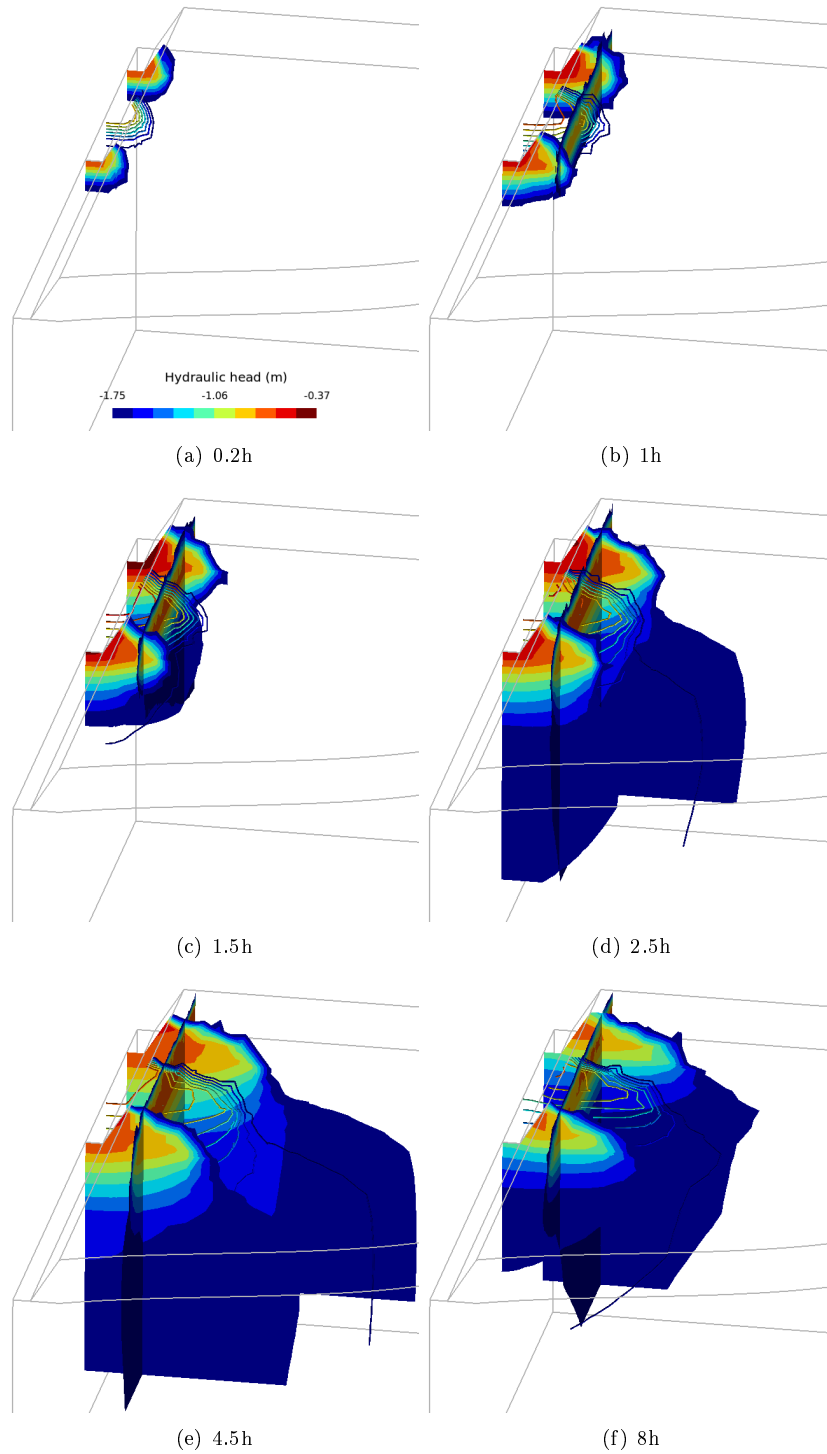 Hydraulic head (m)
-1.75 -1.06 -0.37
(a) 0.2h
(b) 1h
(c) 1.5h
(d) 2.5h
(e) 4.5h
(f) 8h